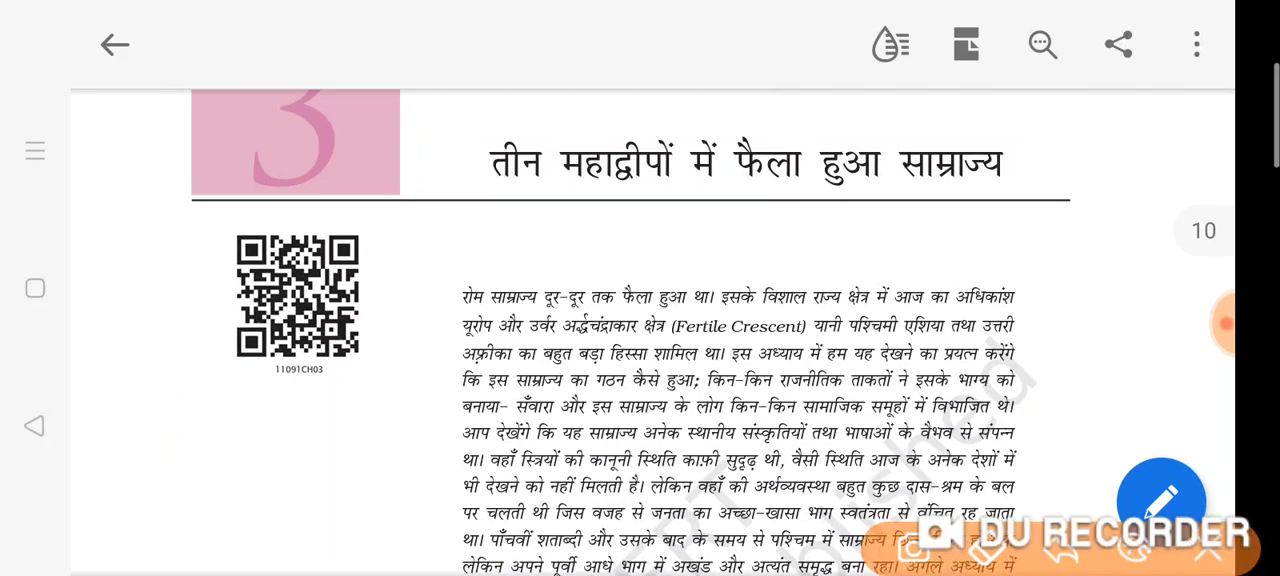 3
तीन महाद्वीपों में फैला हुआ साम्राज्य
10
11091CH03
रोम साम्राज्य दूर-दूर तक फैला हुआ था। इसके विशाल राज्य क्षेत्र में आज का अधिकांश
यूरोप और उर्वर अर्द्धचंद्राकार क्षेत्र (Fertile Crescent) यानी पश्चिमी एशिया तथा उत्तरी
अफ़्रीका का बहुत बड़ा हिस्सा शामिल था। इस अध्याय में हम यह देखने का प्रयत्न करेंगे
कि इस साम्राज्य का गठन कैसे हुआ; किन-किन राजनीतिक ताकतों ने इसके भाग्य को
बनाया- सँवारा और इस साम्राज्य के लोग किन-किन सामाजिक समूहों में विभाजित थे।
आप देखेंगे कि यह साम्राज्य अनेक स्थानीय संस्कृतियों तथा भाषाओं के वैभव से संपन्न
था। वहाँ स्त्रियों की कानूनी स्थिति काफ़ी सुदृढ़ थी, वैसी स्थिति आज के अनेक देशों में
भी देखने को नहीं मिलती है। लेकिन वहाँ की अर्थव्यवस्था बहुत कुछ दास-श्रम के बल
पर चलती थी जिस वजह से जनता का अच्छा-खासा भाग स्वतंत्रता से वंचित रह जाता
था। पाँचवीं शताब्दी और उसके बाद के समय से पश्चिम में साम्राज्य
लेकिन अपने पूर्वी आधे भाग में अखंड और अत्यंत समृद्ध बना रहा। अगले अध्याय में
DU RECORDER